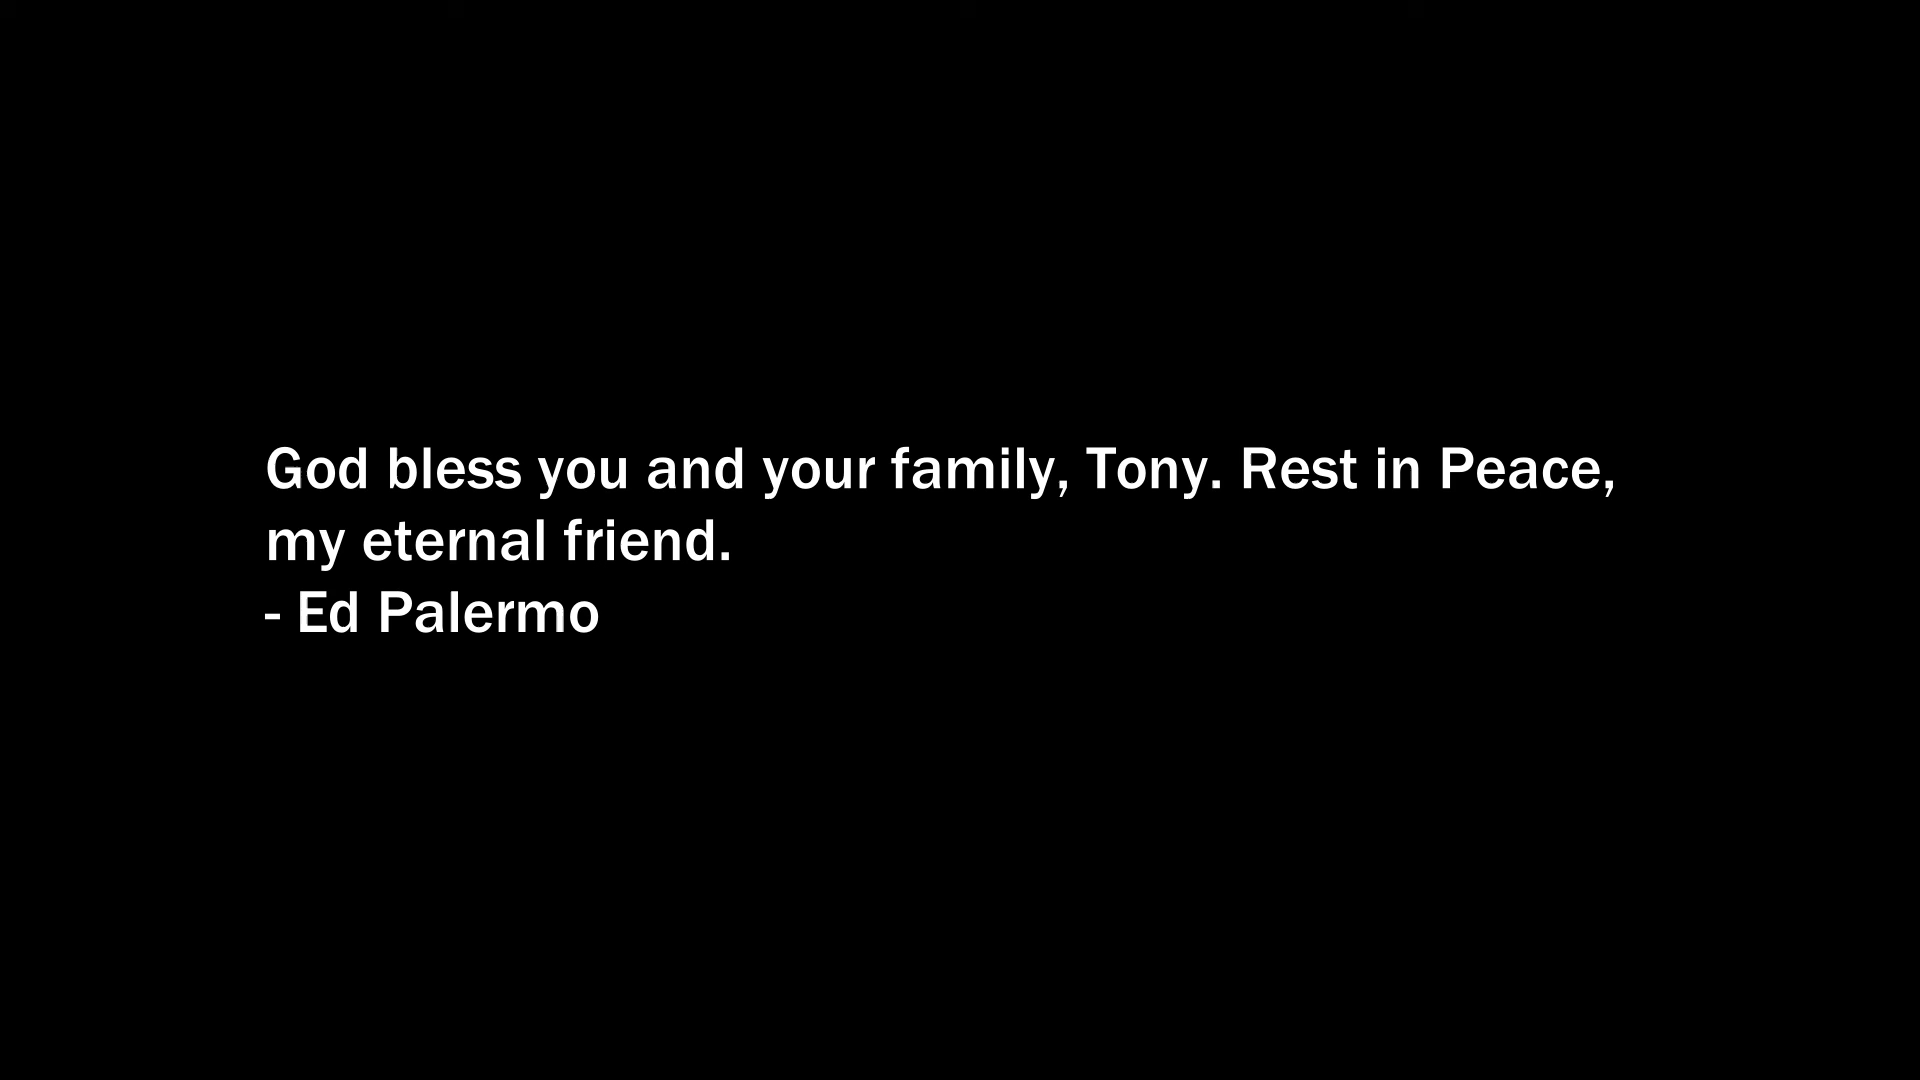 God bless you and your family, Tony. Rest in Peace,
my eternal friend.
- Ed Palermo